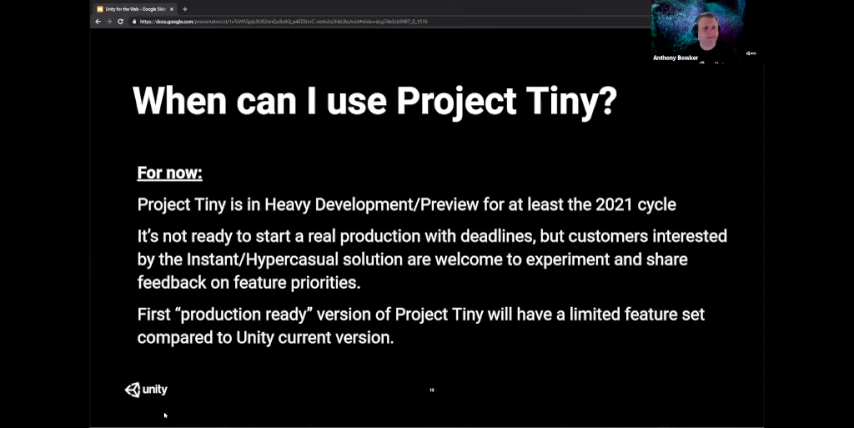 Unity for the Web - Google Slid
Anthony Bowker
When can I use Project Tiny?
For now:
Project Tiny is in Heavy Development/Preview for at least the 2021 cycle
It's not ready to start a real production with deadlines, but customers interested
by the Instant/Hypercasual solution are welcome to experiment and share
feedback on feature priorities.
First “production ready” version of Project Tiny will have a limited feature set
compared to Unity current version.
unity